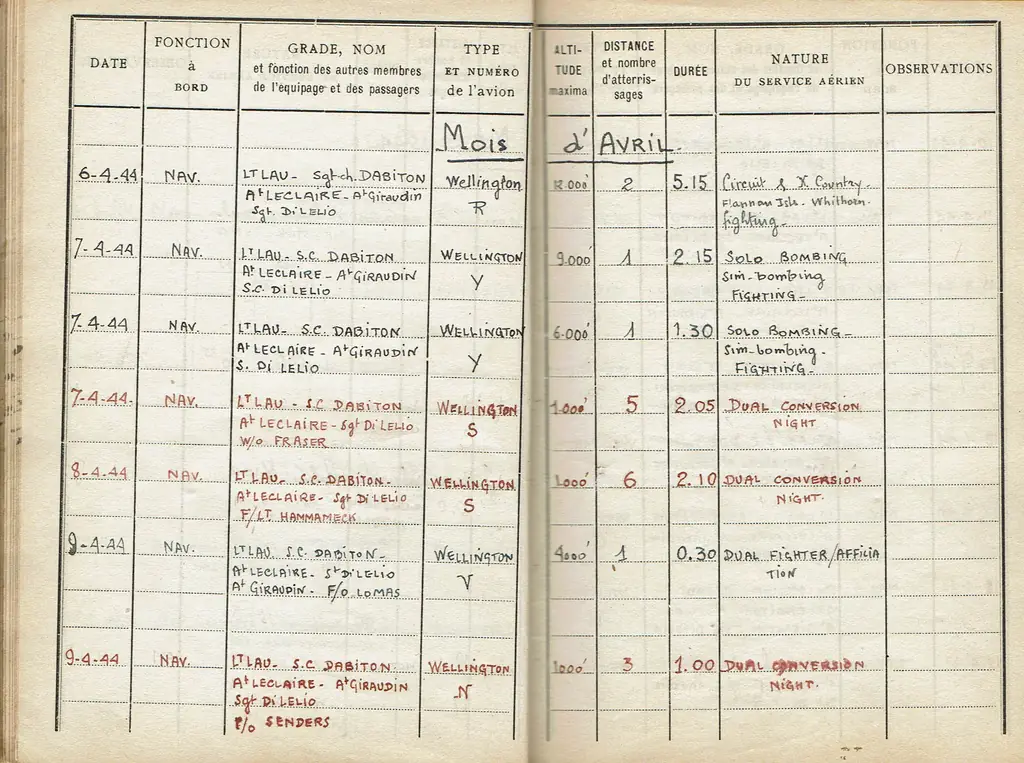 DATE
FONCTION
à
BORD
GRADE, NOM
et fonction des autres membres
de l'équipage et des passagers
TYPE
ET NUMÉRO
de l'avion
ALTI-
TUDE
maxima
DISTANCE
et nombre
d'atterris-
sages
DURÉE
NATURE
DU SERVICE AÉRIEN
OBSERVATIONS
Mois d'AVRIL.
6-4-44 NAV. LT LAU- Sgt-ch. DABITON Wellington 12.000' 2 5.15 Circuit & X Country-
At LECLAIRE- At Giraudin R Flannan Isle- Whithorn-
Sgt. Di LELIO fighting-
7-4-44 NAV. LT LAU- S.C. DABITON WELLINGTON 9.000' 1 2.15 SOLO BOMBING
At LECLAIRE- At GIRAUDIN Y Sim-bombing
S.C. Di LELIO FIGHTING-
7-4-44 NAV. LT LAU- S.C. DABITON WELLINGTON 6.000' 1 1.30 SOLO BOMBING-
At LECLAIRE- At GIRAUDIN Y Sim-bombing-
S. Di LELIO FIGHTING-
7-4-44- NAV. LT LAU- S.C DABITON WELLINGTON 1.000' 5 2.05 DUAL CONVERSION
At LECLAIRE- Sgt Di LELIO S NIGHT
W/O FRASER
8-4-44 NAV. LT LAU- S.C. DABITON- WELLINGTON 1.000' 6 2.10 DUAL CONVERSION
At LECLAIRE- Sgt Di LELIO S NIGHT.
F/LT HAMMAMECK
9-4-44 NAV. LT LAU S.C. DABITON- WELLINGTON 4000' 1 0.30 DUAL FIGHTER/AFFILIA
At LECLAIRE- St Di LELIO V TION
At GIRAUDIN- F/O LOMAS
9-4-44 NAV. LT LAU- S.C DABITON. WELLINGTON 1000' 3 1.00 DUAL CONVERSION
At LECLAIRE- At GIRAUDIN N NIGHT.
Sgt Di LELIO
P/O SENDERS